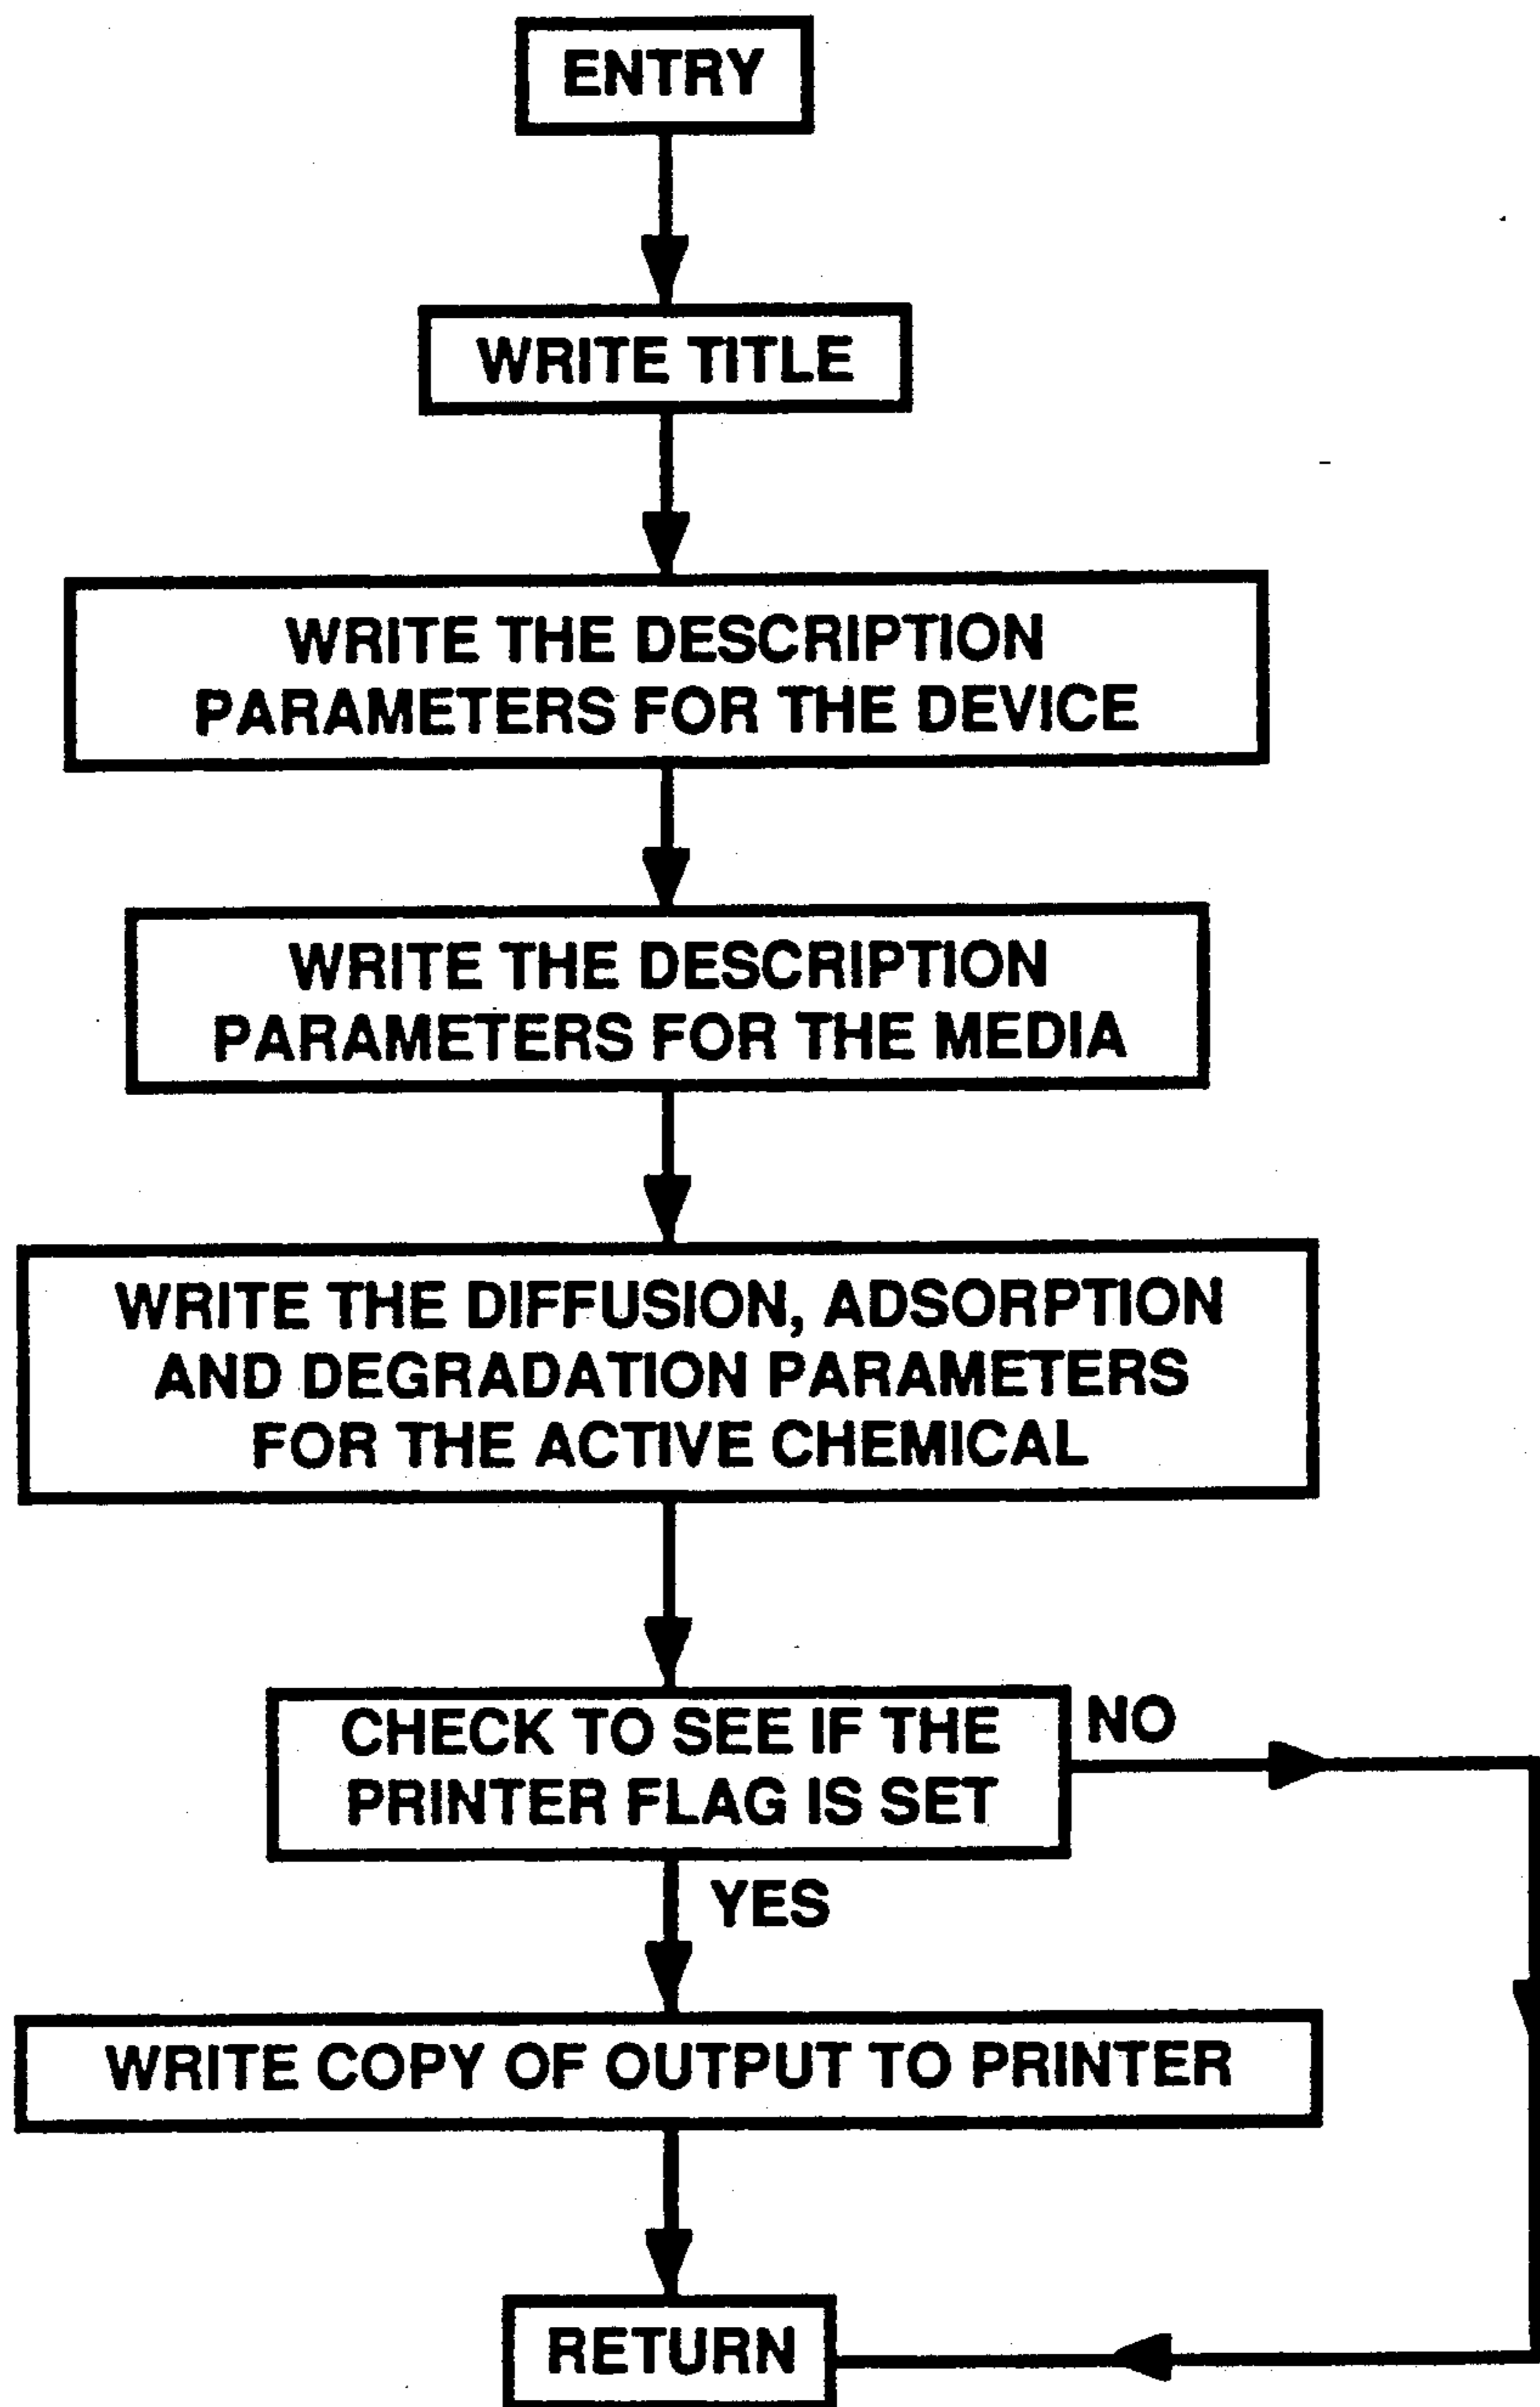 ENTRY
WRITE TITLE
WRITE THE DESCRIPTION
PARAMETERS FOR THE DEVICE
WRITE THE DESCRIPTION
PARAMETERS FOR THE MEDIA
WRITE THE DIFFUSION, ADSORPTION
AND DEGRADATION PARAMETERS
FOR THE ACTIVE CHEMICAL
CHECK TO SEE IF THE
PRINTER FLAG IS SET
NO
YES
WRITE COPY OF OUTPUT TO PRINTER
RETURN